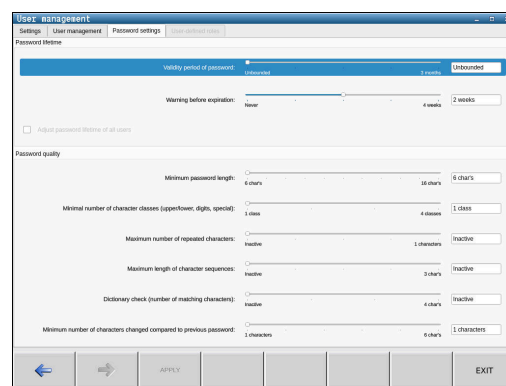 User management
Settings User management Password settings User-defined roles
Password lifetime
Validity period of password: Unbounded
Unbounded 3 months
Warning before expiration: 2 weeks
Never 4 weeks
Adjust password lifetime of all users
Password quality
Minimum password length: 6 char's
6 char's 16 char's
Minimal number of character classes (upper/lower, digits, special): 1 class
1 class 4 classes
Maximum number of repeated characters: Inactive
Inactive 1 characters
Maximum length of character sequences: Inactive
Inactive 3 char's
Dictionary check (number of matching characters): Inactive
Inactive 4 char's
Minimum number of characters changed compared to previous password: 1 characters
1 characters 6 char's
APPLY EXIT